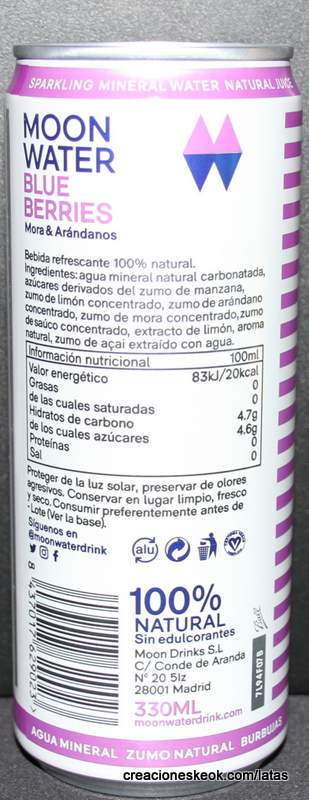 SPARKLING MINERAL WATER NATURAL JUICE
MOON
WATER
BLUE
BERRIES
Mora & Arándanos
Bebida refrescante 100% natural.
Ingredientes: agua mineral natural carbonatada,
azúcares derivados del zumo de manzana,
zumo de limón concentrado, zumo de arándano
concentrado, zumo de mora concentrado, zumo
de saúco concentrado, extracto de limón, aroma
natural, zumo de açai extraído con agua.
Información nutricional 100ml
Valor energético 83kJ/20kcal
Grasas 0
de las cuales saturadas 0
Hidratos de carbono 4.7g
de los cuales azúcares 4.6g
Proteínas 0
Sal 0
Proteger de la luz solar, preservar de olores
agresivos. Conservar en lugar limpio, fresco
y seco. Consumir preferentemente antes de
- Lote (Ver la base).
Síguenos en
@moonwaterdrink
alu
8 437017 629023
100%
NATURAL
Sin edulcorantes
Moon Drinks S.L
C/ Conde de Aranda
Nº 20 5Iz
28001 Madrid
330ML
moonwaterdrink.com
Ball
7L94F07B
AGUA MINERAL ZUMO NATURAL BURBUJAS
creacioneskeok.com/latas